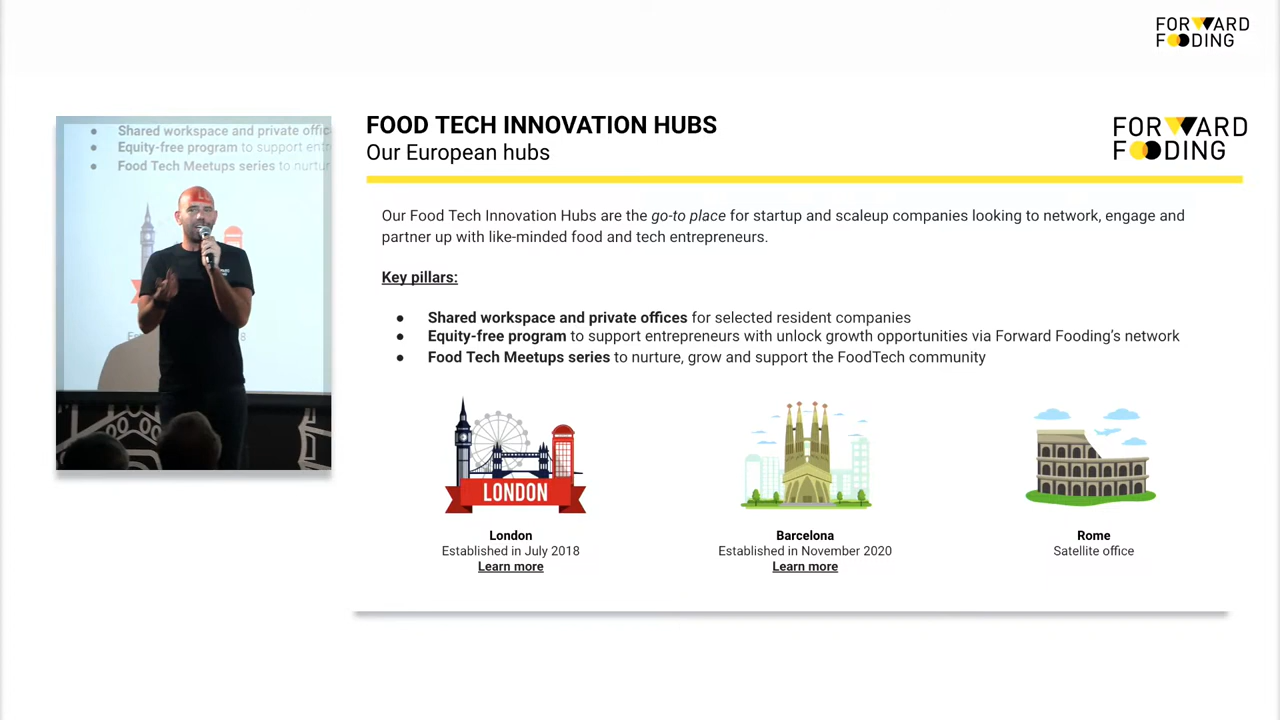 FORWARD
FOODING
FOOD TECH INNOVATION HUBS
Our European hubs
FORWARD
FOODING
Our Food Tech Innovation Hubs are the go-to place for startup and scaleup companies looking to network, engage and
partner up with like-minded food and tech entrepreneurs.
Key pillars:
● Shared workspace and private offices for selected resident companies
● Equity-free program to support entrepreneurs with unlock growth opportunities via Forward Fooding's network
● Food Tech Meetups series to nurture, grow and support the FoodTech community
LONDON
London
Established in July 2018
Learn more
Barcelona
Established in November 2020
Learn more
Rome
Satellite office
● Shared workspace and private offic
● Equity-free program to support entr
● Food Tech Meetups series to nurtur